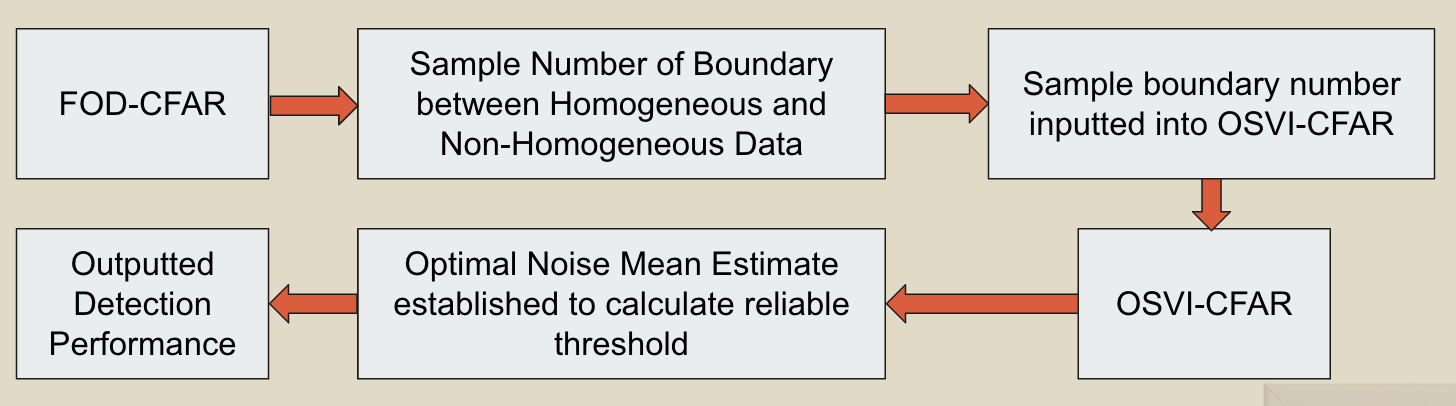 FOD-CFAR
Sample Number of Boundary
between Homogeneous and
Non-Homogeneous Data
Sample boundary number
inputted into OSVI-CFAR
OSVI-CFAR
Optimal Noise Mean Estimate
established to calculate reliable
threshold
Outputted
Detection
Performance